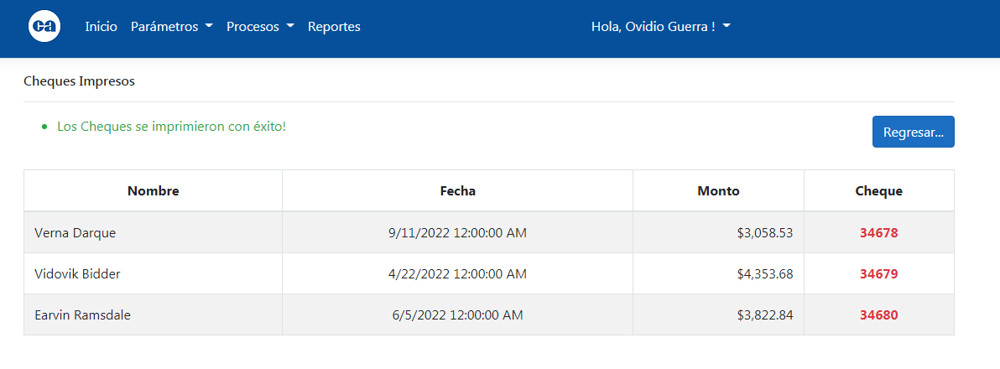 ca Inicio Parámetros Procesos Reportes Hola, Ovidio Guerra !
Cheques Impresos
Los Cheques se imprimieron con éxito!
Regresar...
Nombre Fecha Monto Cheque
Verna Darque 9/11/2022 12:00:00 AM $3,058.53 34678
Vidovik Bidder 4/22/2022 12:00:00 AM $4,353.68 34679
Earvin Ramsdale 6/5/2022 12:00:00 AM $3,822.84 34680